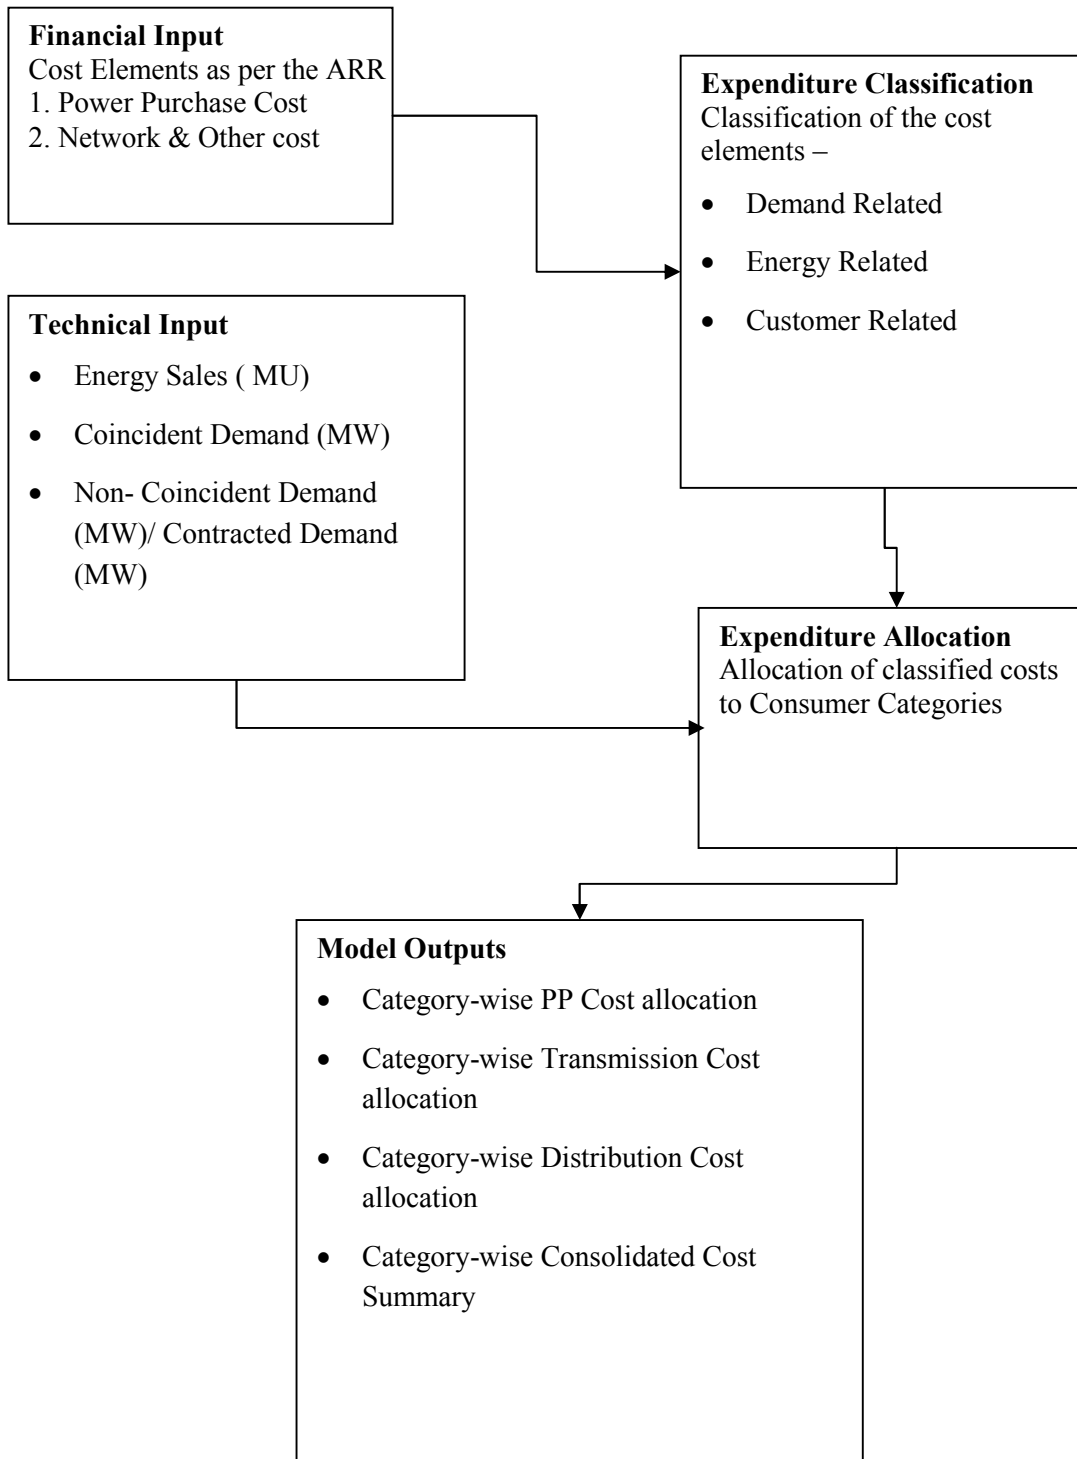 Financial Input
Cost Elements as per the ARR
1. Power Purchase Cost
2. Network & Other cost
Expenditure Classification
Classification of the cost
elements –
• Demand Related
• Energy Related
• Customer Related
Technical Input
• Energy Sales ( MU)
• Coincident Demand (MW)
• Non- Coincident Demand
(MW)/ Contracted Demand
(MW)
Expenditure Allocation
Allocation of classified costs
to Consumer Categories
Model Outputs
• Category-wise PP Cost allocation
• Category-wise Transmission Cost
allocation
• Category-wise Distribution Cost
allocation
• Category-wise Consolidated Cost
Summary